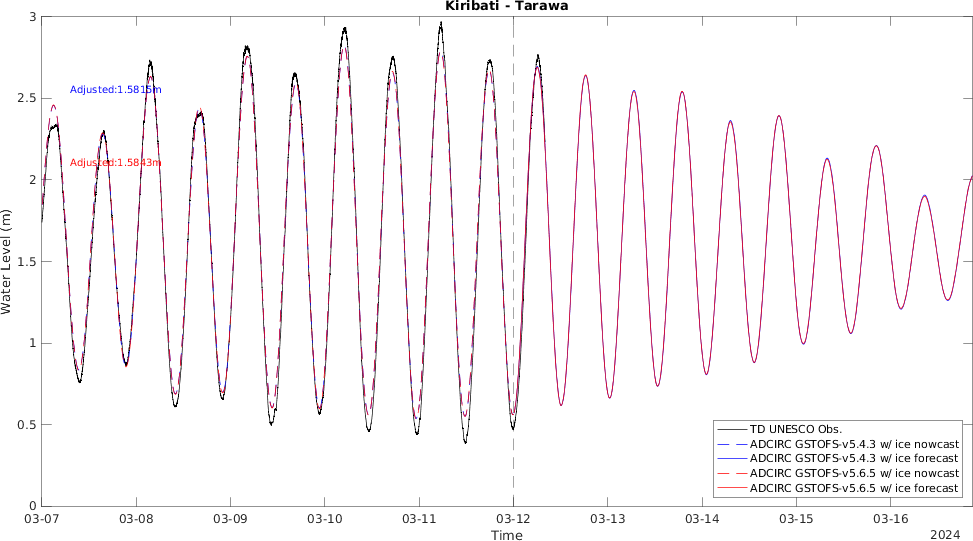 Kiribati - Tarawa
3
2.5
2
1.5
1
0.5
0
Water Level (m)
Adjusted:1.5815m
Adjusted:1.5843m
TD UNESCO Obs.
ADCIRC GSTOFS-v5.4.3 w/ ice nowcast
ADCIRC GSTOFS-v5.4.3 w/ ice forecast
ADCIRC GSTOFS-v5.6.5 w/ ice nowcast
ADCIRC GSTOFS-v5.6.5 w/ ice forecast
03-07 03-08 03-09 03-10 03-11 03-12 03-13 03-14 03-15 03-16
Time
2024